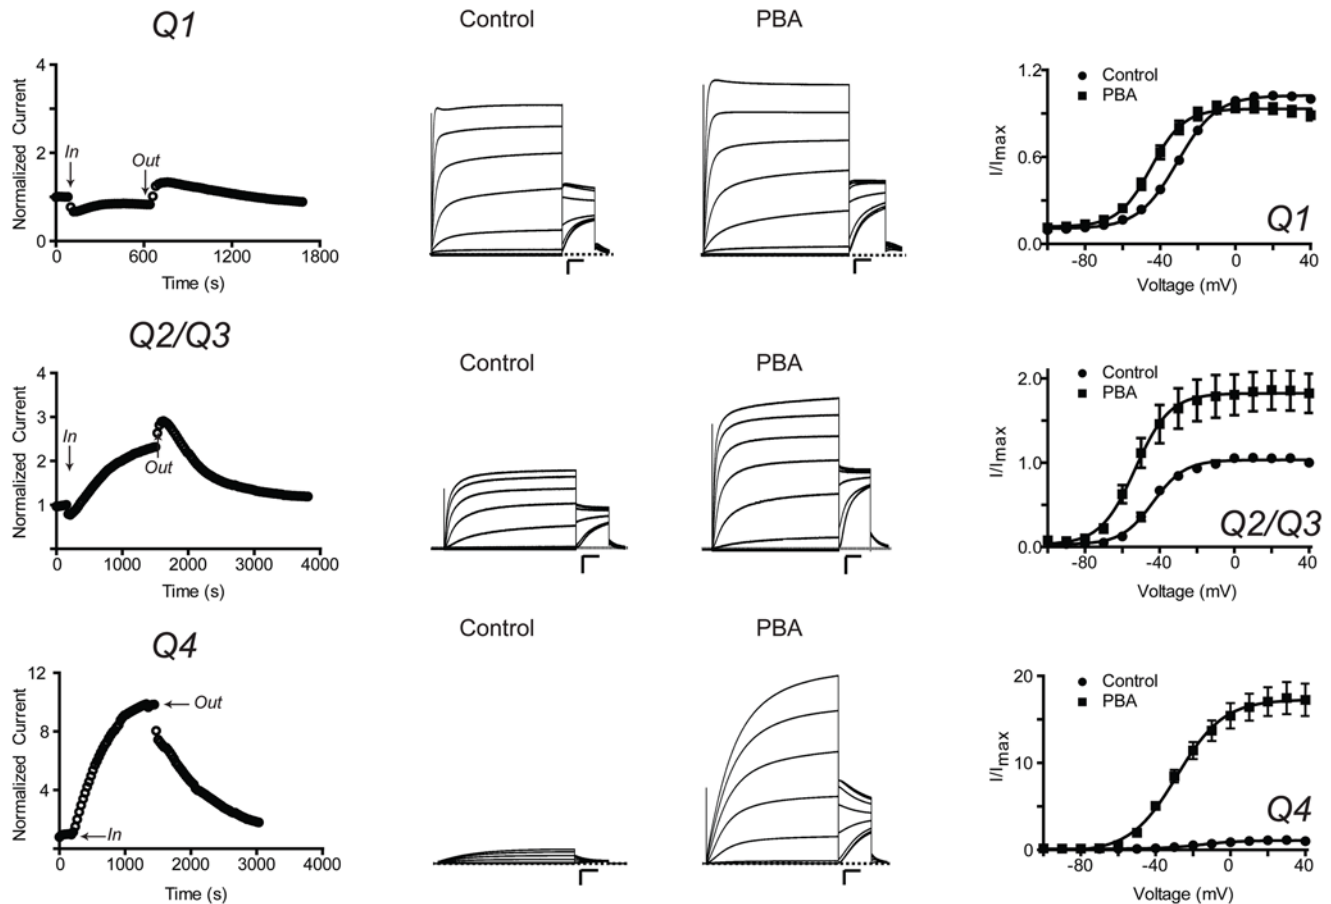 Q1
Control
PBA
4
2
0
Normalized Current
In
Out
0
600
1200
1800
Time (s)
1.2
0.6
0.0
I/Imax
Control
PBA
Q1
-80
-40
0
40
Voltage (mV)
Q2/Q3
Control
PBA
4
3
2
1
Normalized Current
In
Out
0
1000
2000
3000
4000
Time (s)
2.0
1.0
0.0
I/Imax
Control
PBA
Q2/Q3
-80
-40
0
40
Voltage (mV)
Q4
Control
PBA
12
8
4
Normalized Current
Out
In
0
1000
2000
3000
4000
Time (s)
20
10
0
I/Imax
Control
PBA
Q4
-80
-40
0
40
Voltage (mV)